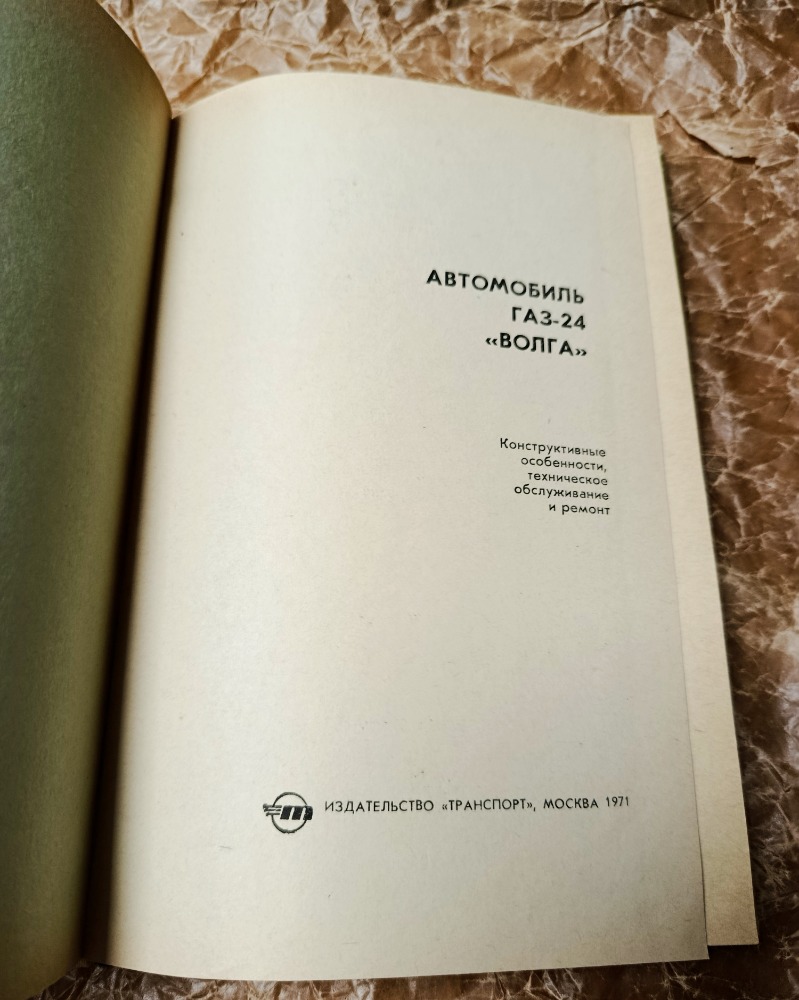 АВТОМОБИЛЬ
ГАЗ-24
«ВОЛГА»
Конструктивные
особенности,
техническое
обслуживание
и ремонт
т ИЗДАТЕЛЬСТВО «ТРАНСПОРТ», МОСКВА 1971